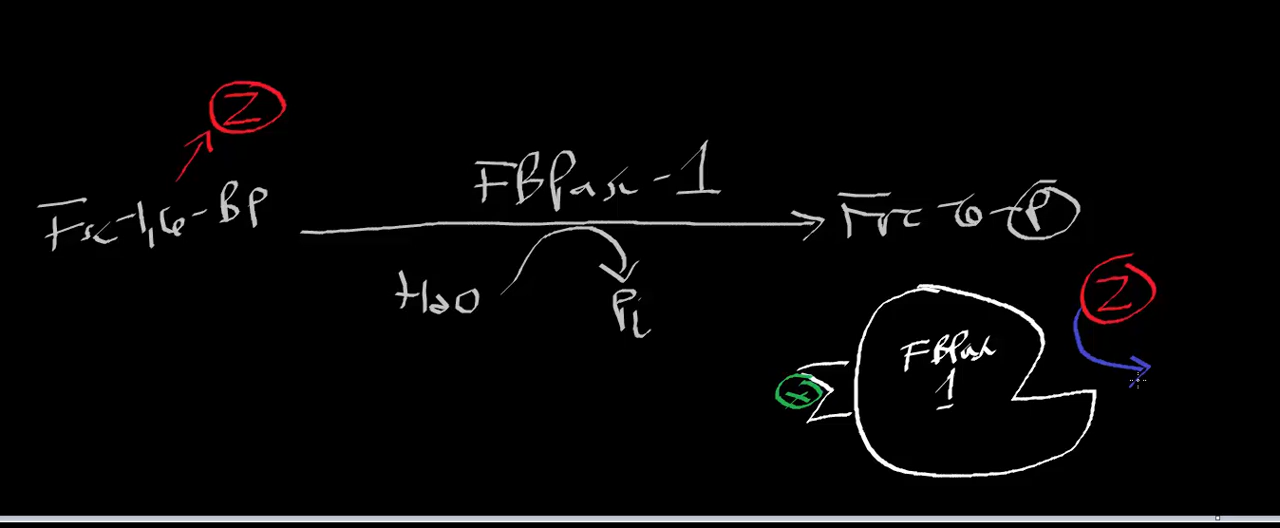 Z
FBPase-1
Frc-1,6-BP
Frc-6-P
H2O
Pi
Z
FBPase
1
+